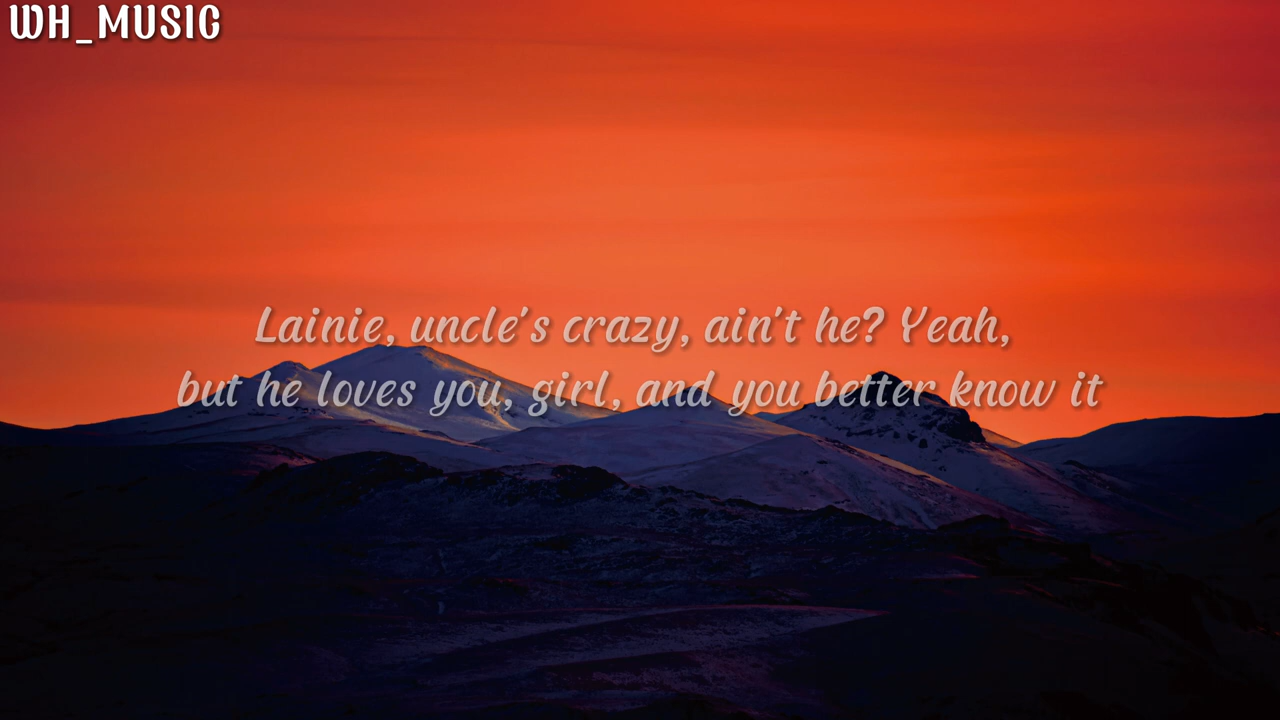 WH_MUSIC
Lainie, uncle's crazy, ain't he? Yeah,
but he loves you, girl, and you better know it